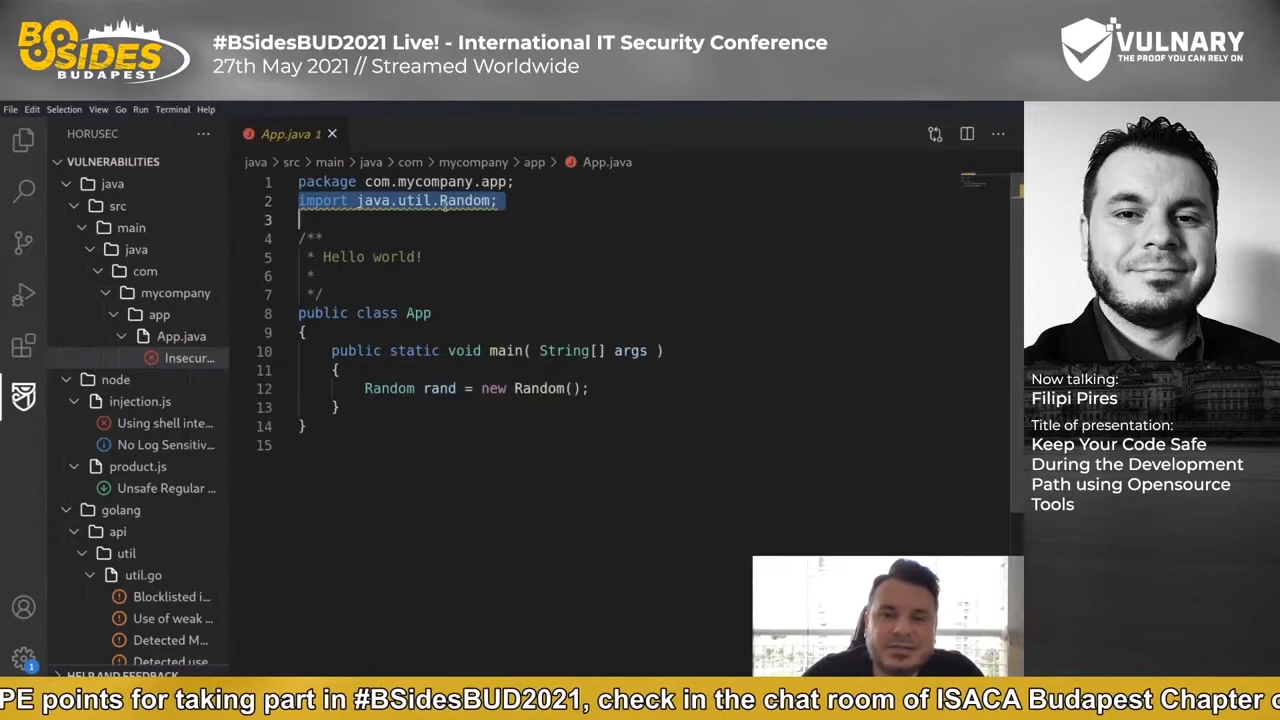 BSIDES
BUDAPEST
#BSidesBUD2021 Live! - International IT Security Conference
27th May 2021 // Streamed Worldwide
VULNARY
THE PROOF YOU CAN RELY ON
File Edit Selection View Go Run Terminal Help
HORUSEC ...
App.java 1
VULNERABILITIES
java > src > main > java > com > mycompany > app > App.java
java
src
main
java
com
mycompany
app
App.java
Insecur...
node
injection.js
Using shell inte...
No Log Sensitiv...
product.js
Unsafe Regular ...
golang
api
util
util.go
Blocklisted i...
Use of weak ...
Detected M...
Detected use
HELP AND FEEDBACK
1
1 package com.mycompany.app;
2 import java.util.Random;
3
4 /**
5 * Hello world!
6 *
7 */
8 public class App
9 {
10 public static void main( String[] args )
11 {
12 Random rand = new Random();
13 }
14 }
15
Now talking:
Filipi Pires
Title of presentation:
Keep Your Code Safe
During the Development
Path using Opensource
Tools
PE points for taking part in #BSidesBUD2021, check in the chat room of ISACA Budapest Chapter